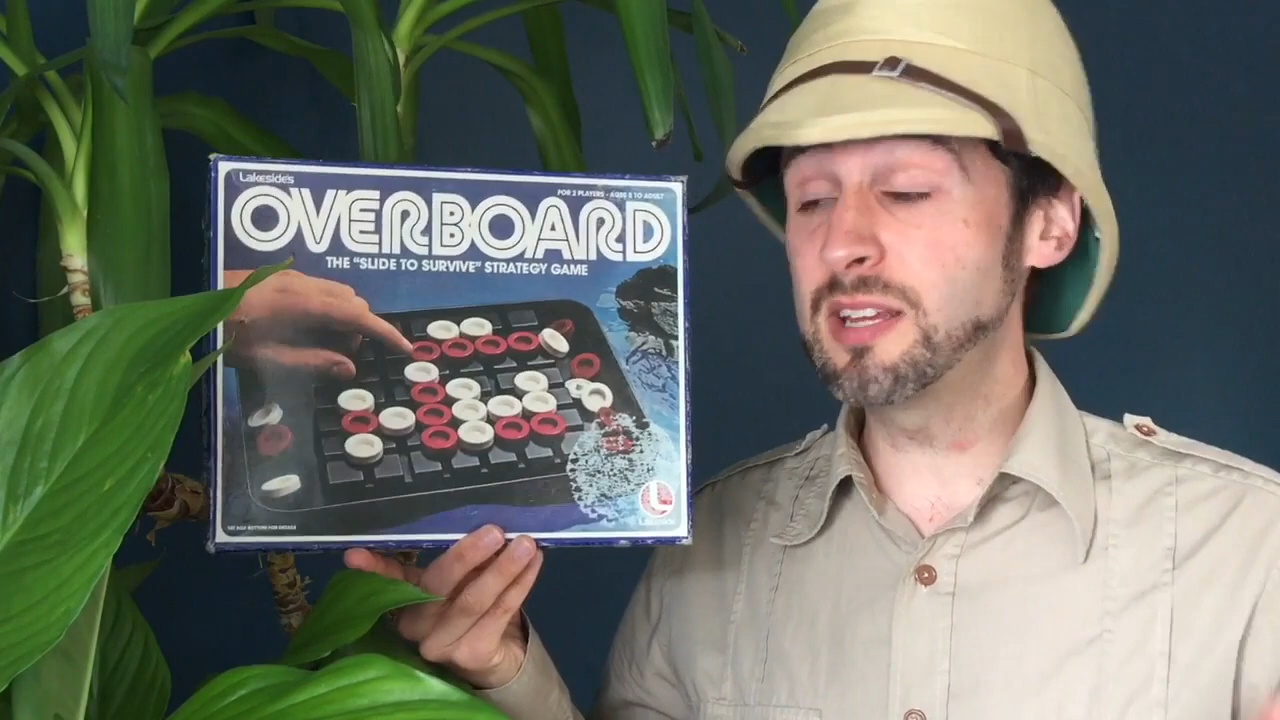 Lakeside's
FOR 2 PLAYERS • AGES 8 TO ADULT
OVERBOARD
THE "SLIDE TO SURVIVE" STRATEGY GAME
L
Lakeside